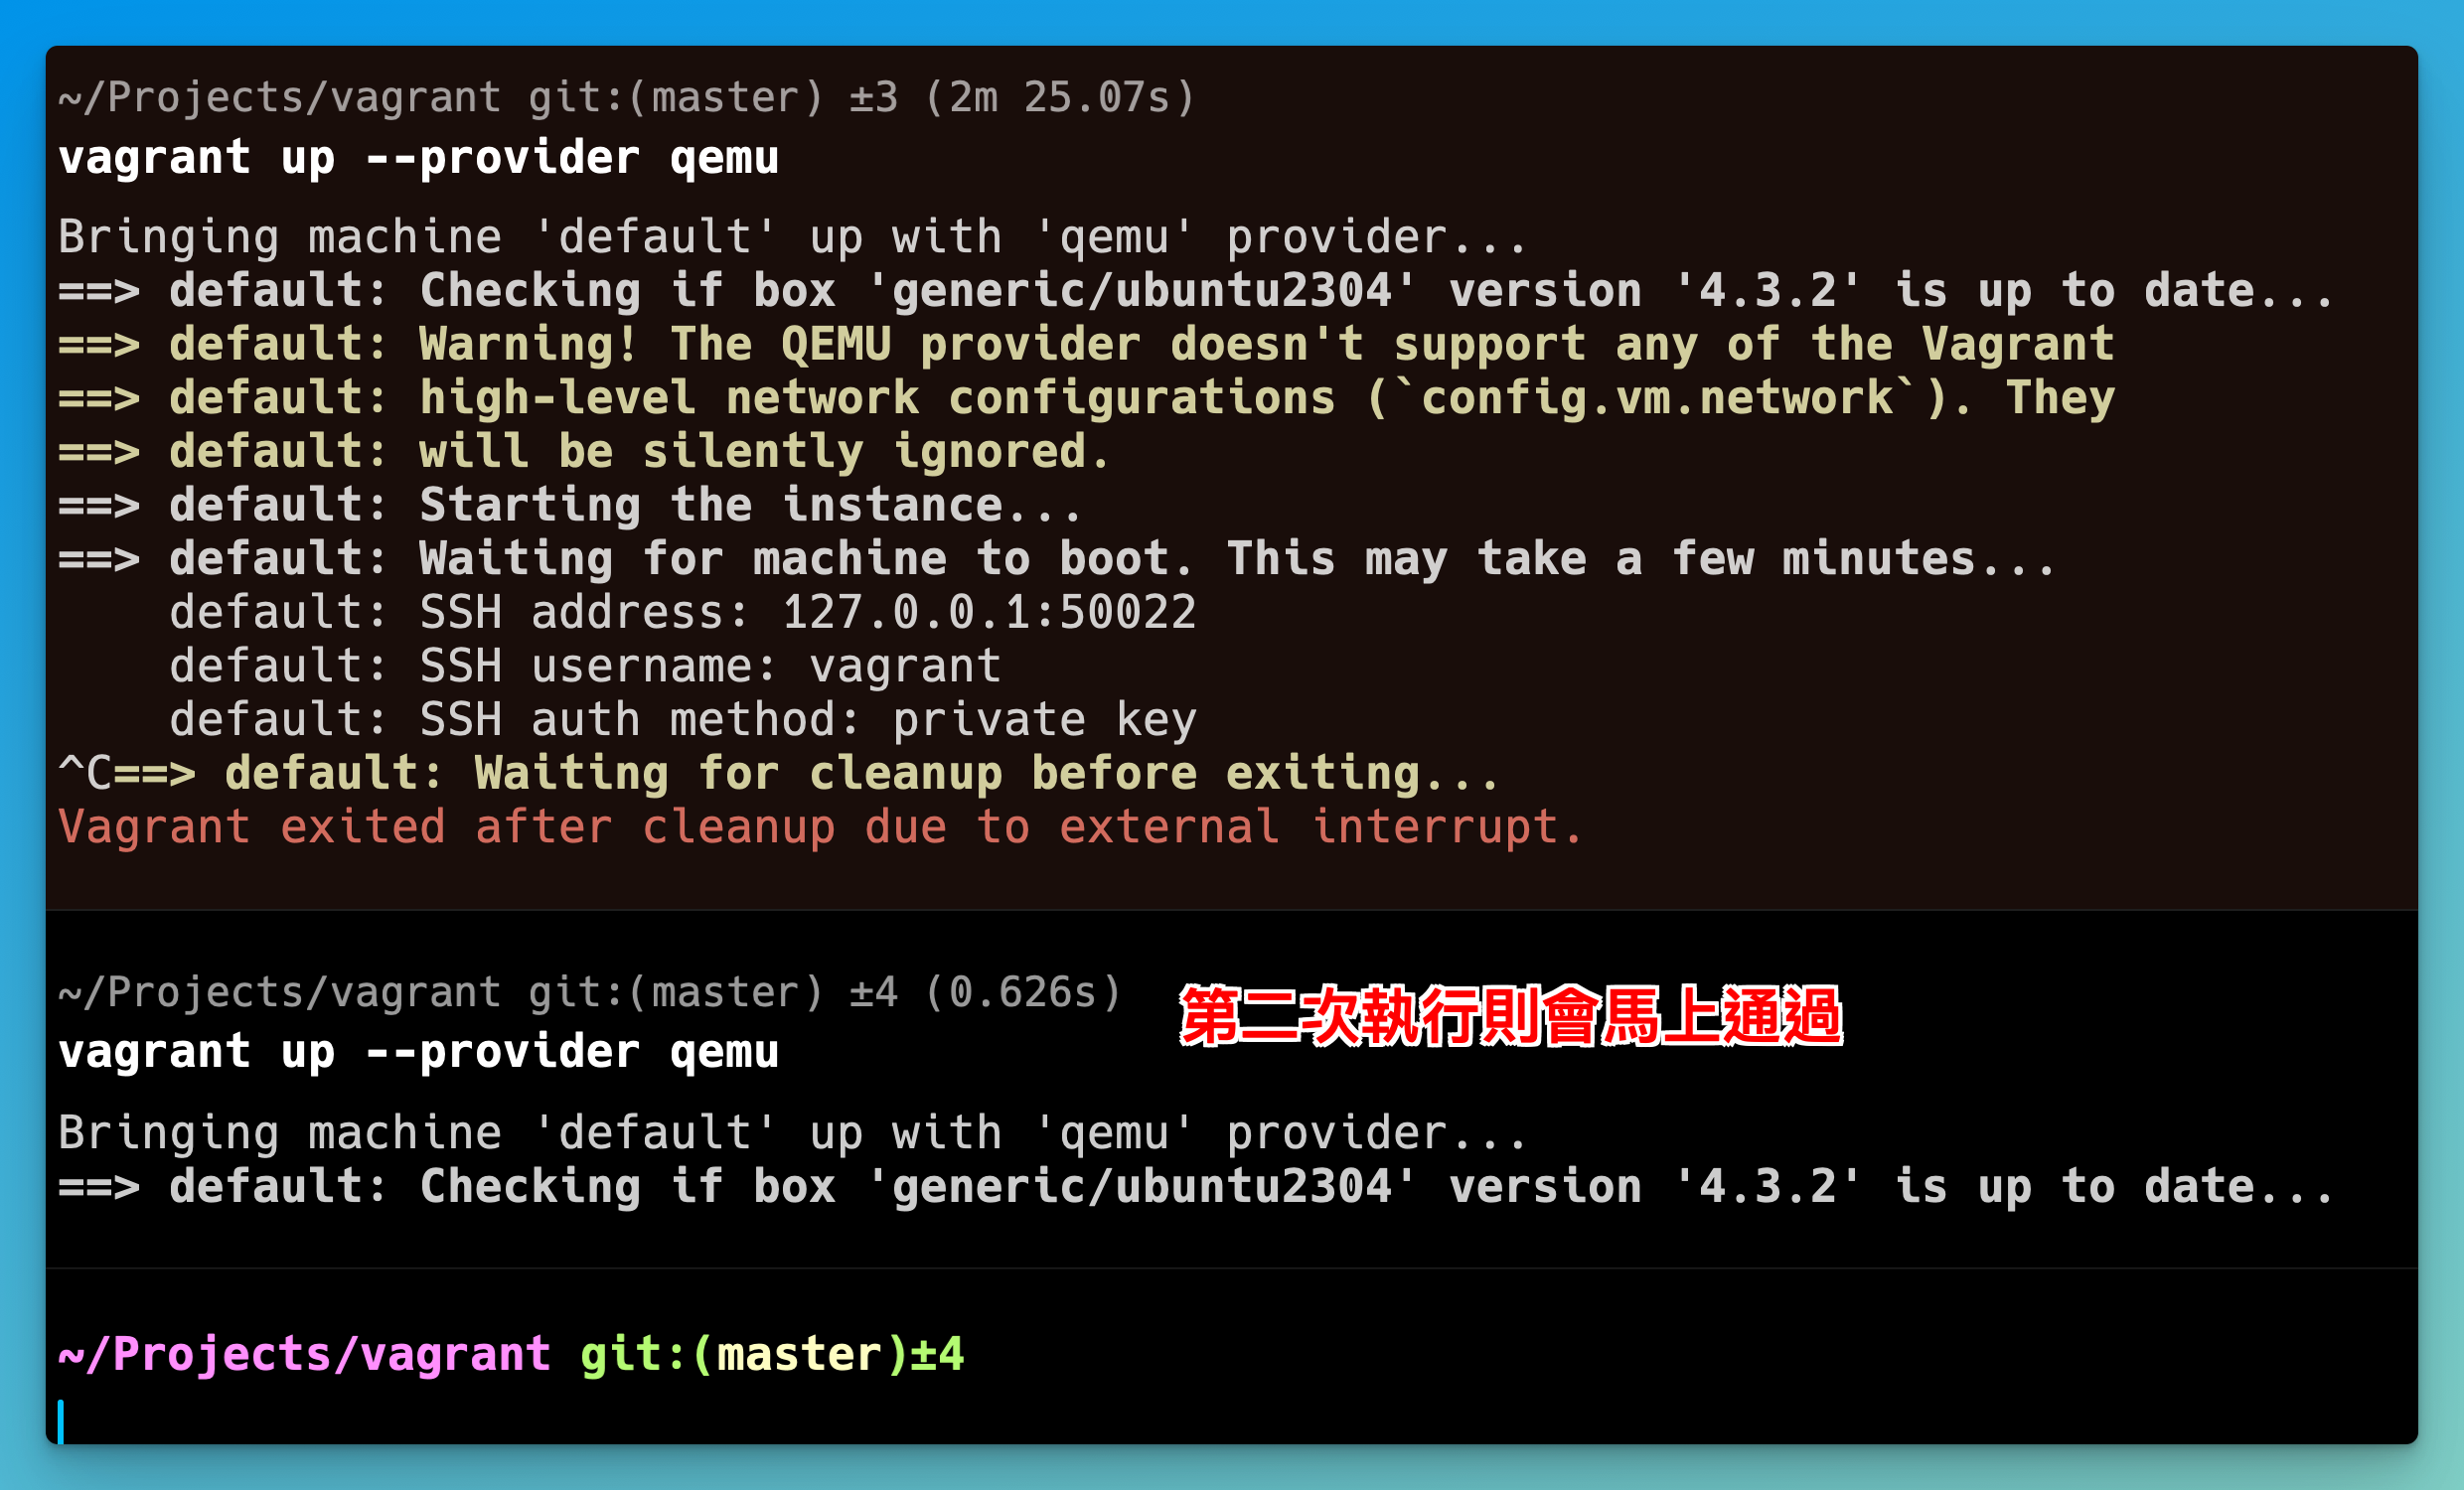 ~/Projects/vagrant git:(master) ±3 (2m 25.07s)
vagrant up --provider qemu
Bringing machine 'default' up with 'qemu' provider...
==> default: Checking if box 'generic/ubuntu2304' version '4.3.2' is up to date...
==> default: Warning! The QEMU provider doesn't support any of the Vagrant
==> default: high-level network configurations (`config.vm.network`). They
==> default: will be silently ignored.
==> default: Starting the instance...
==> default: Waiting for machine to boot. This may take a few minutes...
    default: SSH address: 127.0.0.1:50022
    default: SSH username: vagrant
    default: SSH auth method: private key
^C==> default: Waiting for cleanup before exiting...
Vagrant exited after cleanup due to external interrupt.
~/Projects/vagrant git:(master) ±4 (0.626s)
第二次執行則會馬上通過
vagrant up --provider qemu
Bringing machine 'default' up with 'qemu' provider...
==> default: Checking if box 'generic/ubuntu2304' version '4.3.2' is up to date...
~/Projects/vagrant git:(master)±4